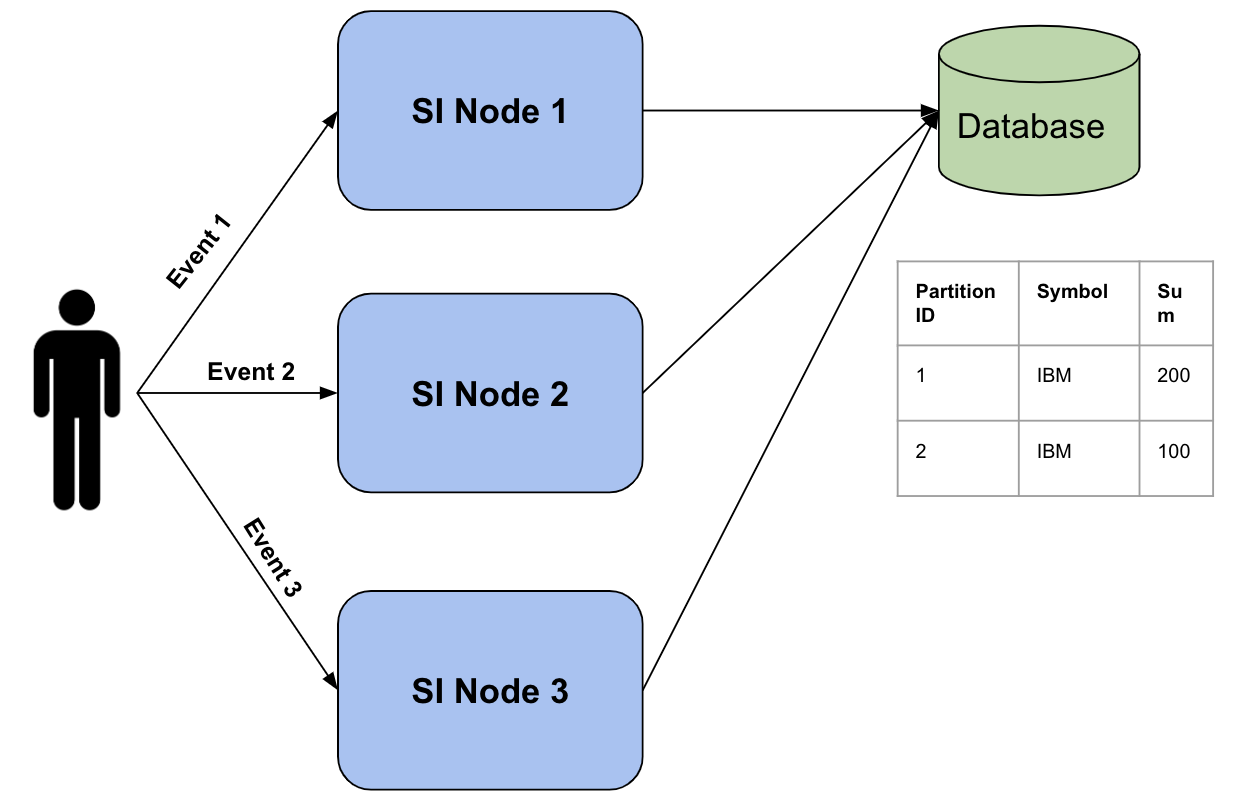 SI Node 1
Database
Event 1
Partition
ID
Symbol
Su
m
Event 2
1
IBM
200
SI Node 2
2
IBM
100
Event 3
SI Node 3